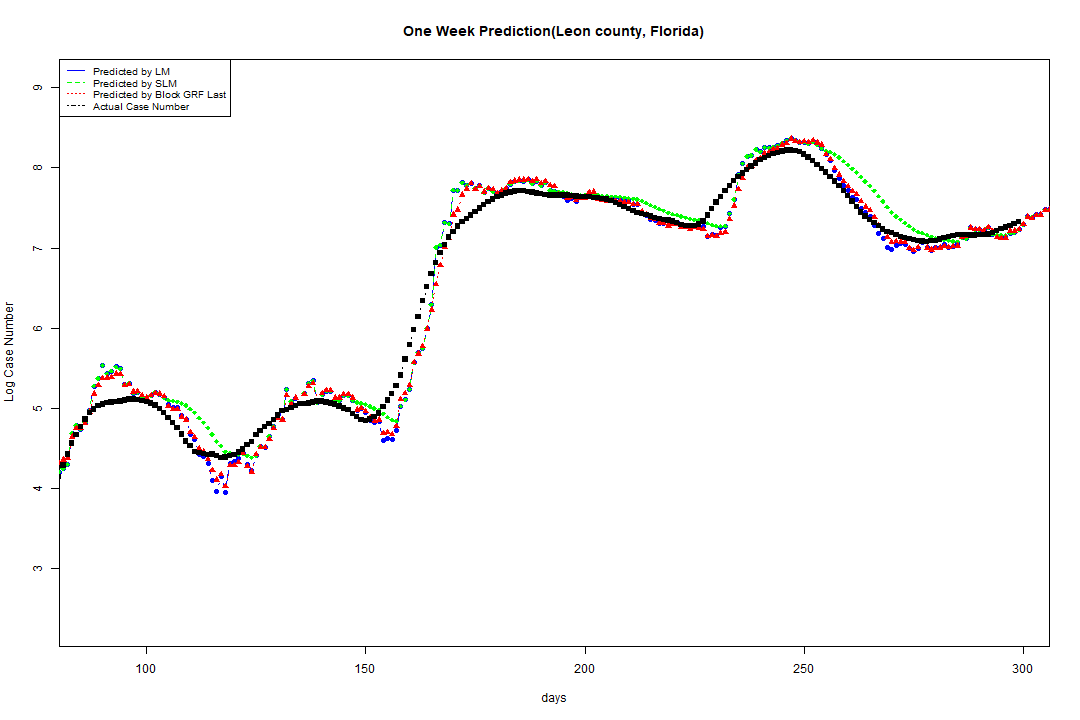 One Week Prediction(Leon county, Florida)
Predicted by LM
Predicted by SLM
Predicted by Block GRF Last
Actual Case Number
9
8
7
6
5
4
3
Log Case Number
100 150 200 250 300
days